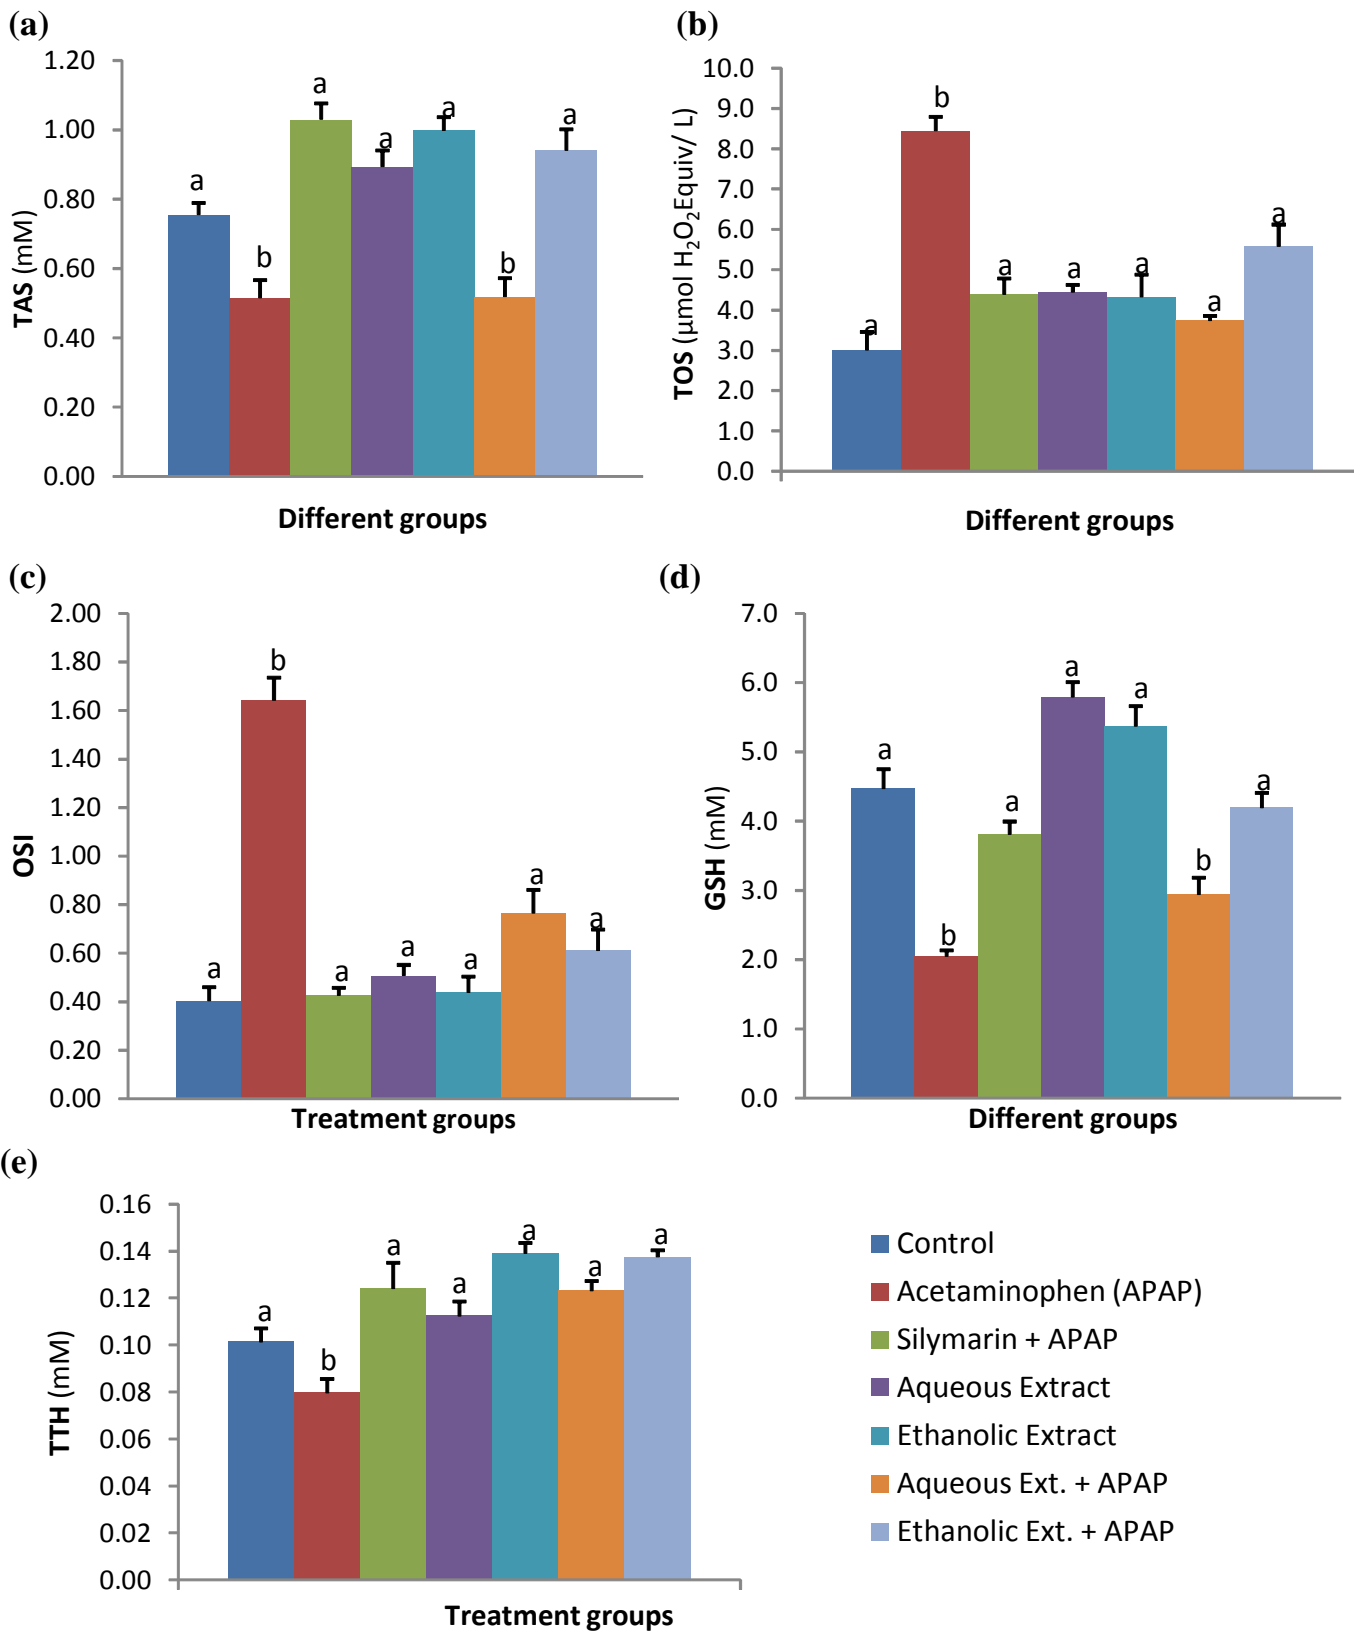 (a)
1.20
1.00
0.80
0.60
0.40
0.20
0.00
TAS (mM)
a
b
a
a
a
b
a
Different groups
(b)
10.0
9.0
8.0
7.0
6.0
5.0
4.0
3.0
2.0
1.0
0.0
TOS (µmol H₂O₂Equiv/ L)
a
b
a
a
a
a
a
Different groups
(c)
2.00
1.80
1.60
1.40
1.20
1.00
0.80
0.60
0.40
0.20
0.00
OSI
a
b
a
a
a
a
a
Treatment groups
(d)
7.0
6.0
5.0
4.0
3.0
2.0
1.0
0.0
GSH (mM)
a
b
a
a
a
b
a
Different groups
(e)
0.16
0.14
0.12
0.10
0.08
0.06
0.04
0.02
0.00
TTH (mM)
a
b
a
a
a
a
a
Treatment groups
Control
Acetaminophen (APAP)
Silymarin + APAP
Aqueous Extract
Ethanolic Extract
Aqueous Ext. + APAP
Ethanolic Ext. + APAP